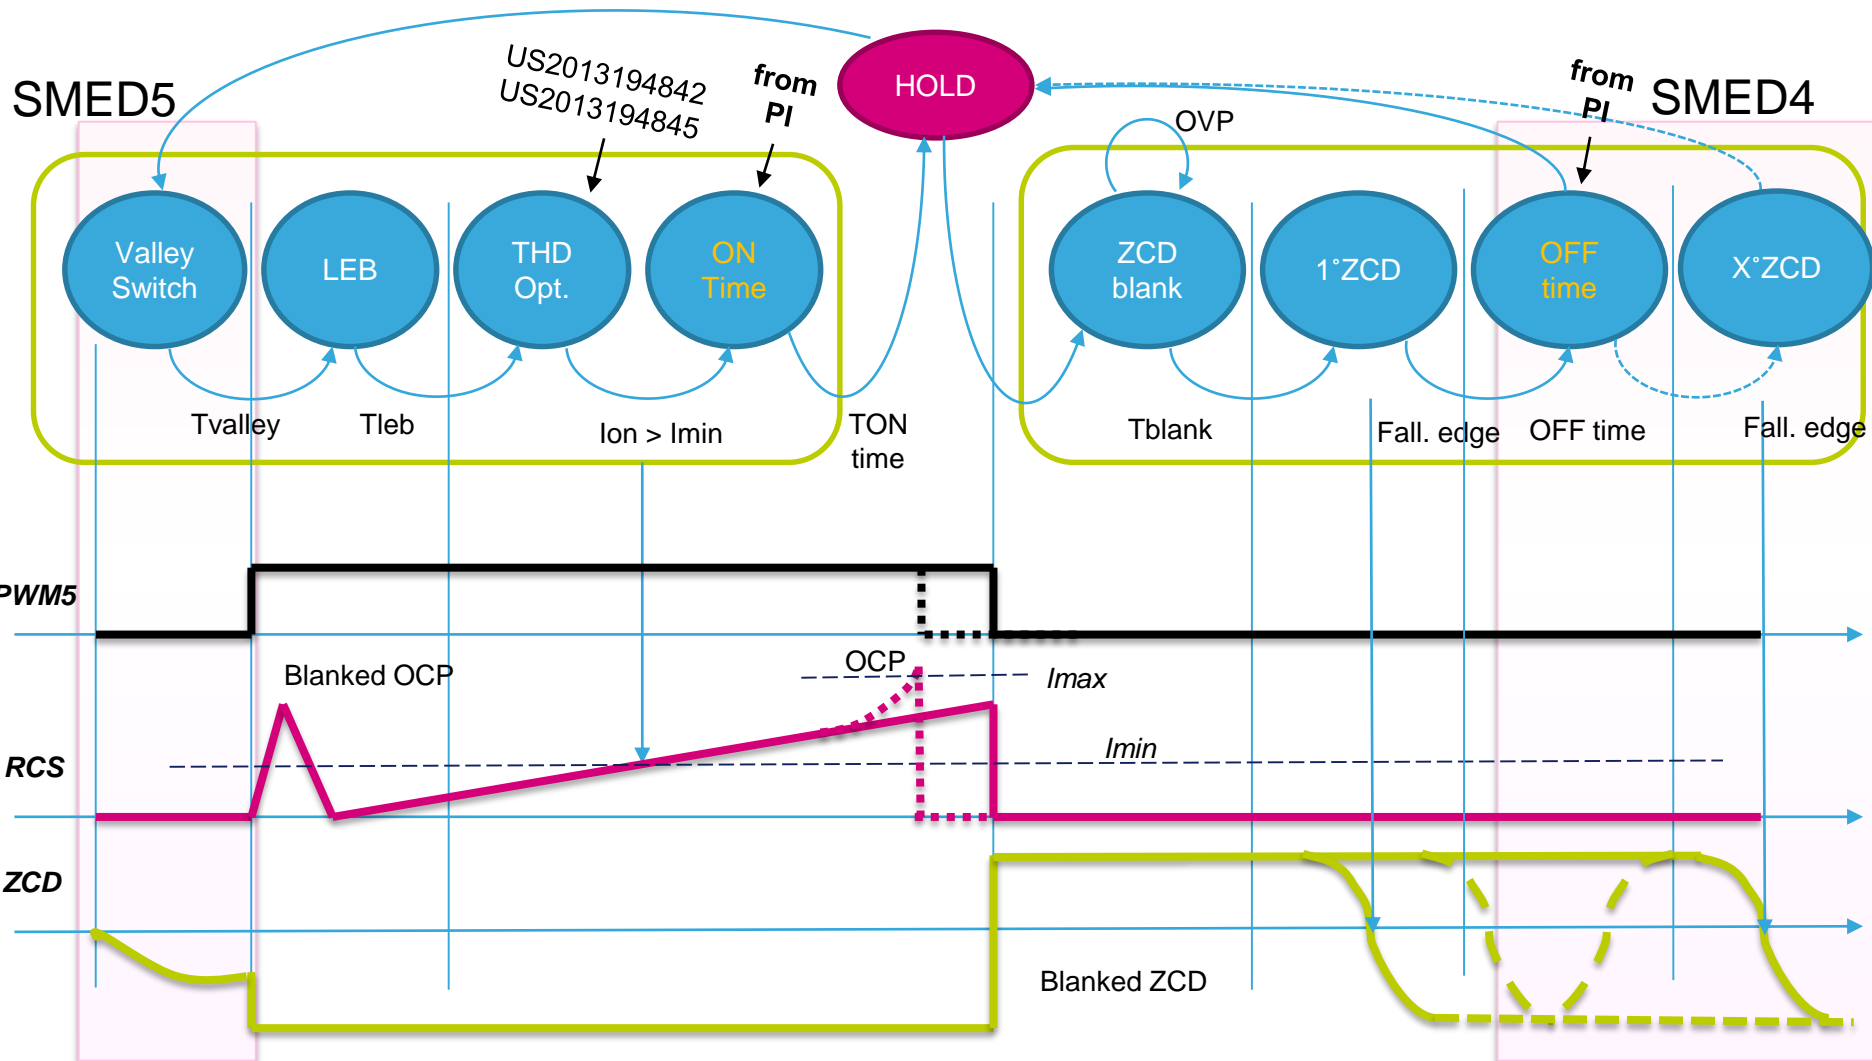 SMED5
US2013194842
US2013194845
from
PI
HOLD
OVP
from
PI
SMED4
Valley
Switch
LEB
THD
Opt.
ON
Time
ZCD
blank
1°ZCD
OFF
time
X°ZCD
Tvalley
Tleb
Ion > Imin
TON
time
Tblank
Fall. edge
OFF time
Fall. edge
PWM5
Blanked OCP
OCP
Imax
RCS
Imin
ZCD
Blanked ZCD